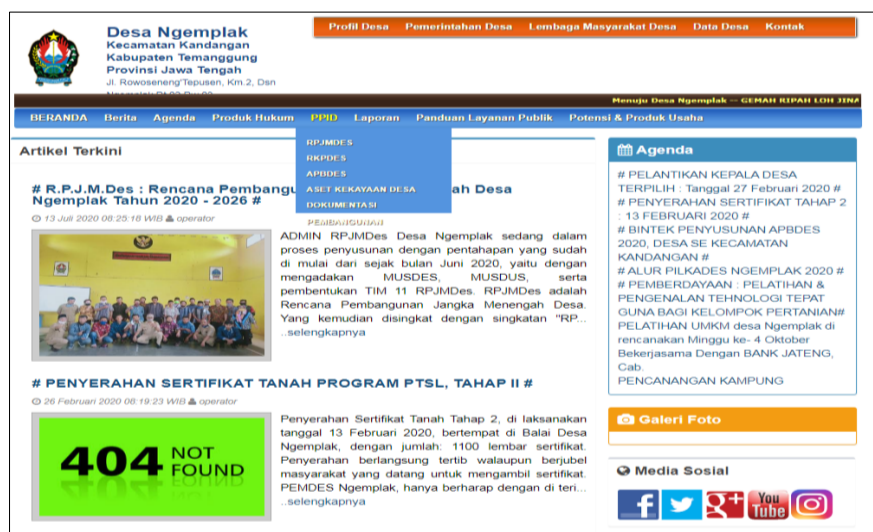 Desa Ngemplak
Kecamatan Kandangan
Kabupaten Temanggung
Provinsi Jawa Tengah
Jl. Rowoseneng'Tepusen, Km.2, Dsn
Profil Desa Pemerintahan Desa Lembaga Masyarakat Desa Data Desa Kontak
Menuju Desa Ngemplak -- GEMAH RIPAH LOH JINA
BERANDA Berita Agenda Produk Hukum PPID Laporan Panduan Layanan Publik Potensi & Produk Usaha
RPJMDES
RKPDES
APBDES
ASET KEKAYAAN DESA
DOKUMENTASI
PEMBANGUNAN
Artikel Terkini
# R.P.J.M.Des : Rencana Pembangu ah Desa
Ngemplak Tahun 2020 - 2026 #
13 Juli 2020 08:25:18 WIB operator
ADMIN RPJMDes Desa Ngemplak sedang dalam
proses penyusunan dengan pentahapan yang sudah
di mulai dari sejak bulan Juni 2020, yaitu dengan
mengadakan MUSDES, MUSDUS, serta
pembentukan TIM 11 RPJMDes. RPJMDes adalah
Rencana Pembangunan Jangka Menengah Desa.
Yang kemudian disingkat dengan singkatan "RP...
..selengkapnya
# PENYERAHAN SERTIFIKAT TANAH PROGRAM PTSL, TAHAP II #
26 Februari 2020 08:19:23 WIB operator
404 NOT FOUND
Penyerahan Sertifikat Tanah Tahap 2, di laksanakan
tanggal 13 Februari 2020, bertempat di Balai Desa
Ngemplak, dengan jumlah: 1100 lembar sertifikat.
Penyerahan berlangsung tertib walaupun berjubel
masyarakat yang datang untuk mengambil sertifikat.
PEMDES Ngemplak, hanya berharap dengan di teri...
..selengkapnya
Agenda
# PELANTIKAN KEPALA DESA
TERPILIH : Tanggal 27 Februari 2020 #
# PENYERAHAN SERTIFIKAT TAHAP 2
: 13 FEBRUARI 2020 #
# BINTEK PENYUSUNAN APBDES
2020, DESA SE KECAMATAN
KANDANGAN #
# ALUR PILKADES NGEMPLAK 2020 #
# PEMBERDAYAAN : PELATIHAN &
PENGENALAN TEHNOLOGI TEPAT
GUNA BAGI KELOMPOK PERTANIAN#
PELATIHAN UMKM desa Ngemplak di
rencanakan Minggu ke- 4 Oktober
Bekerjasama Dengan BANK JATENG,
Cab.
PENCANANGAN KAMPUNG
Galeri Foto
Media Sosial
You
Tube